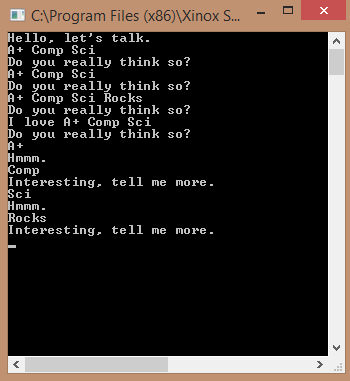 C:\Program Files (x86)\Xinox S...
Hello, let's talk.
A+ Comp Sci
Do you really think so?
A+ Comp Sci
Do you really think so?
A+ Comp Sci Rocks
Do you really think so?
I love A+ Comp Sci
Do you really think so?
A+
Hmmm.
Comp
Interesting, tell me more.
Sci
Hmmm.
Rocks
Interesting, tell me more.